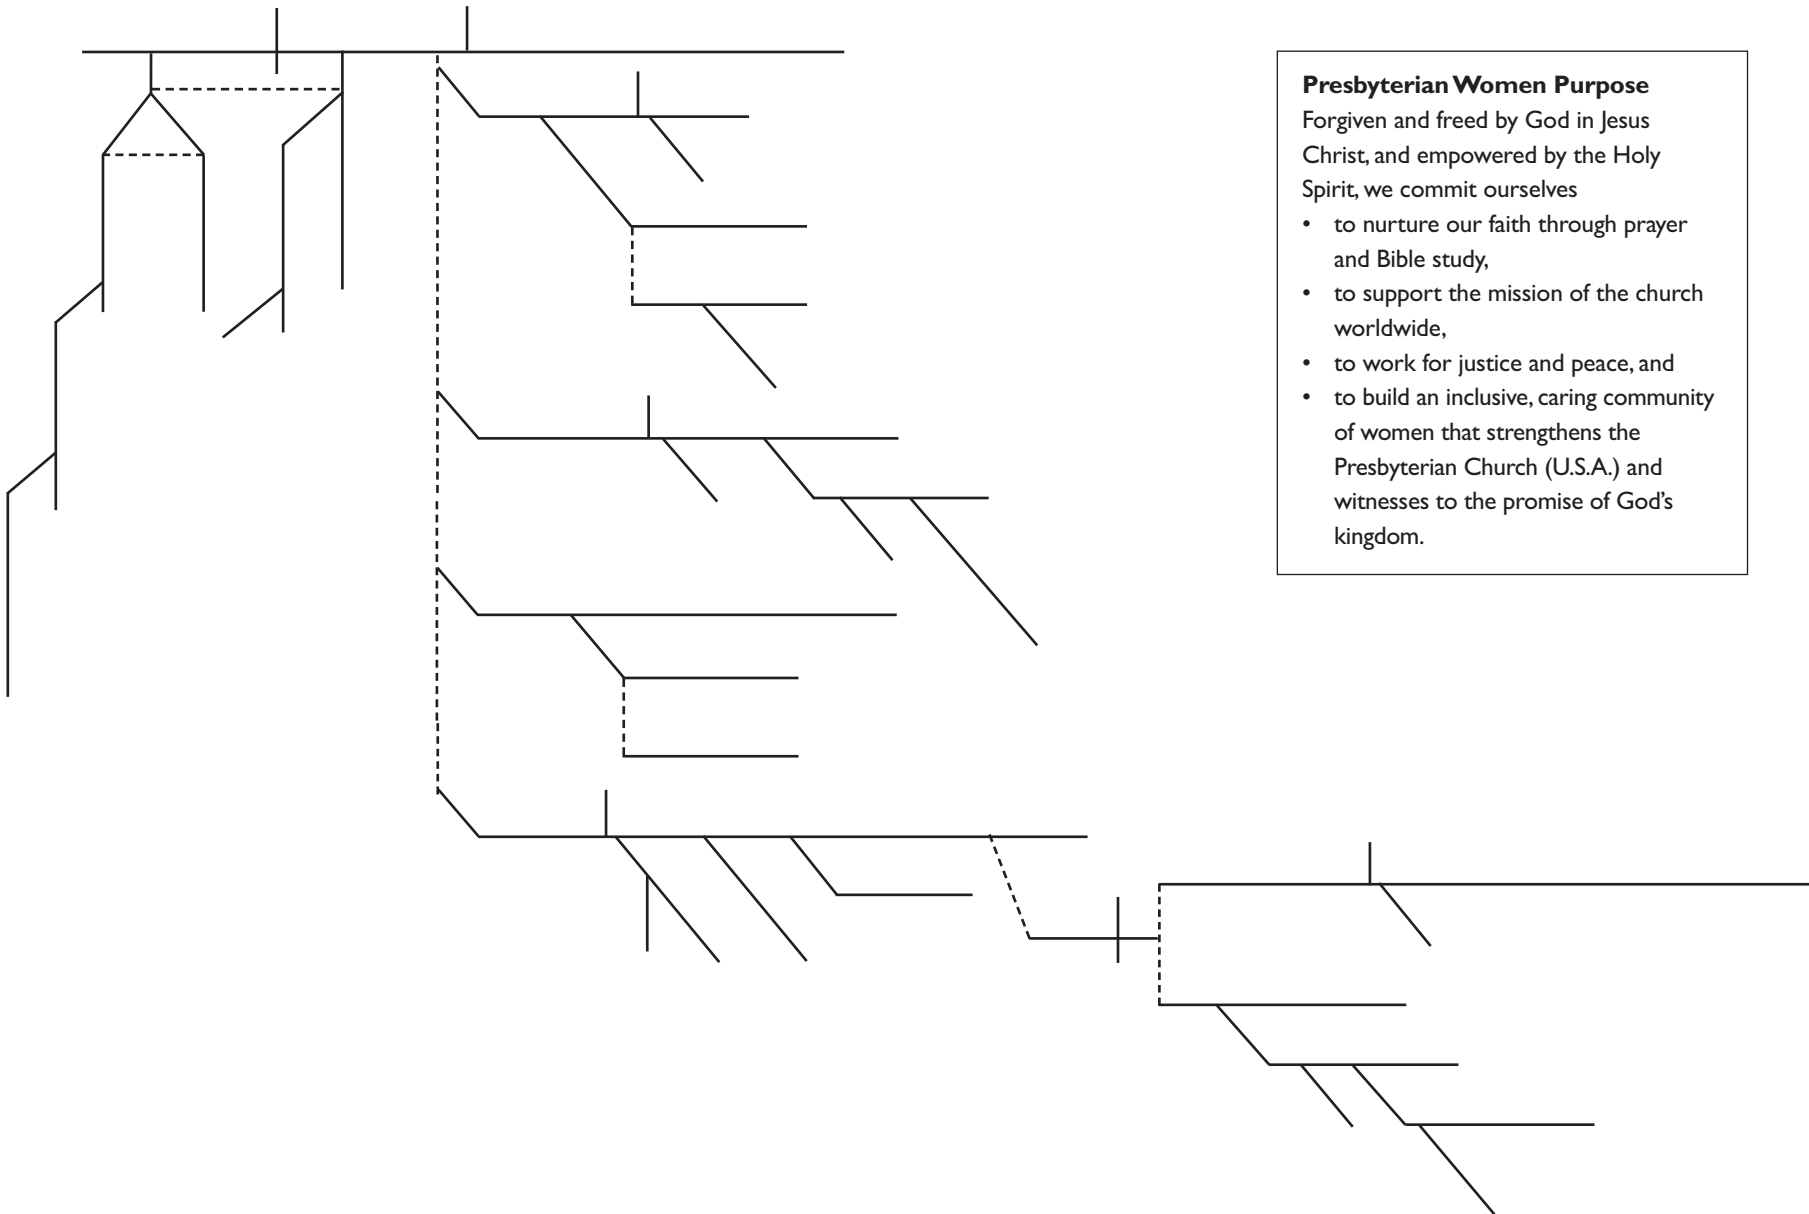 Presbyterian Women Purpose
Forgiven and freed by God in Jesus
Christ, and empowered by the Holy
Spirit, we commit ourselves
• to nurture our faith through prayer
and Bible study,
• to support the mission of the church
worldwide,
• to work for justice and peace, and
• to build an inclusive, caring community
of women that strengthens the
Presbyterian Church (U.S.A.) and
witnesses to the promise of God’s
kingdom.